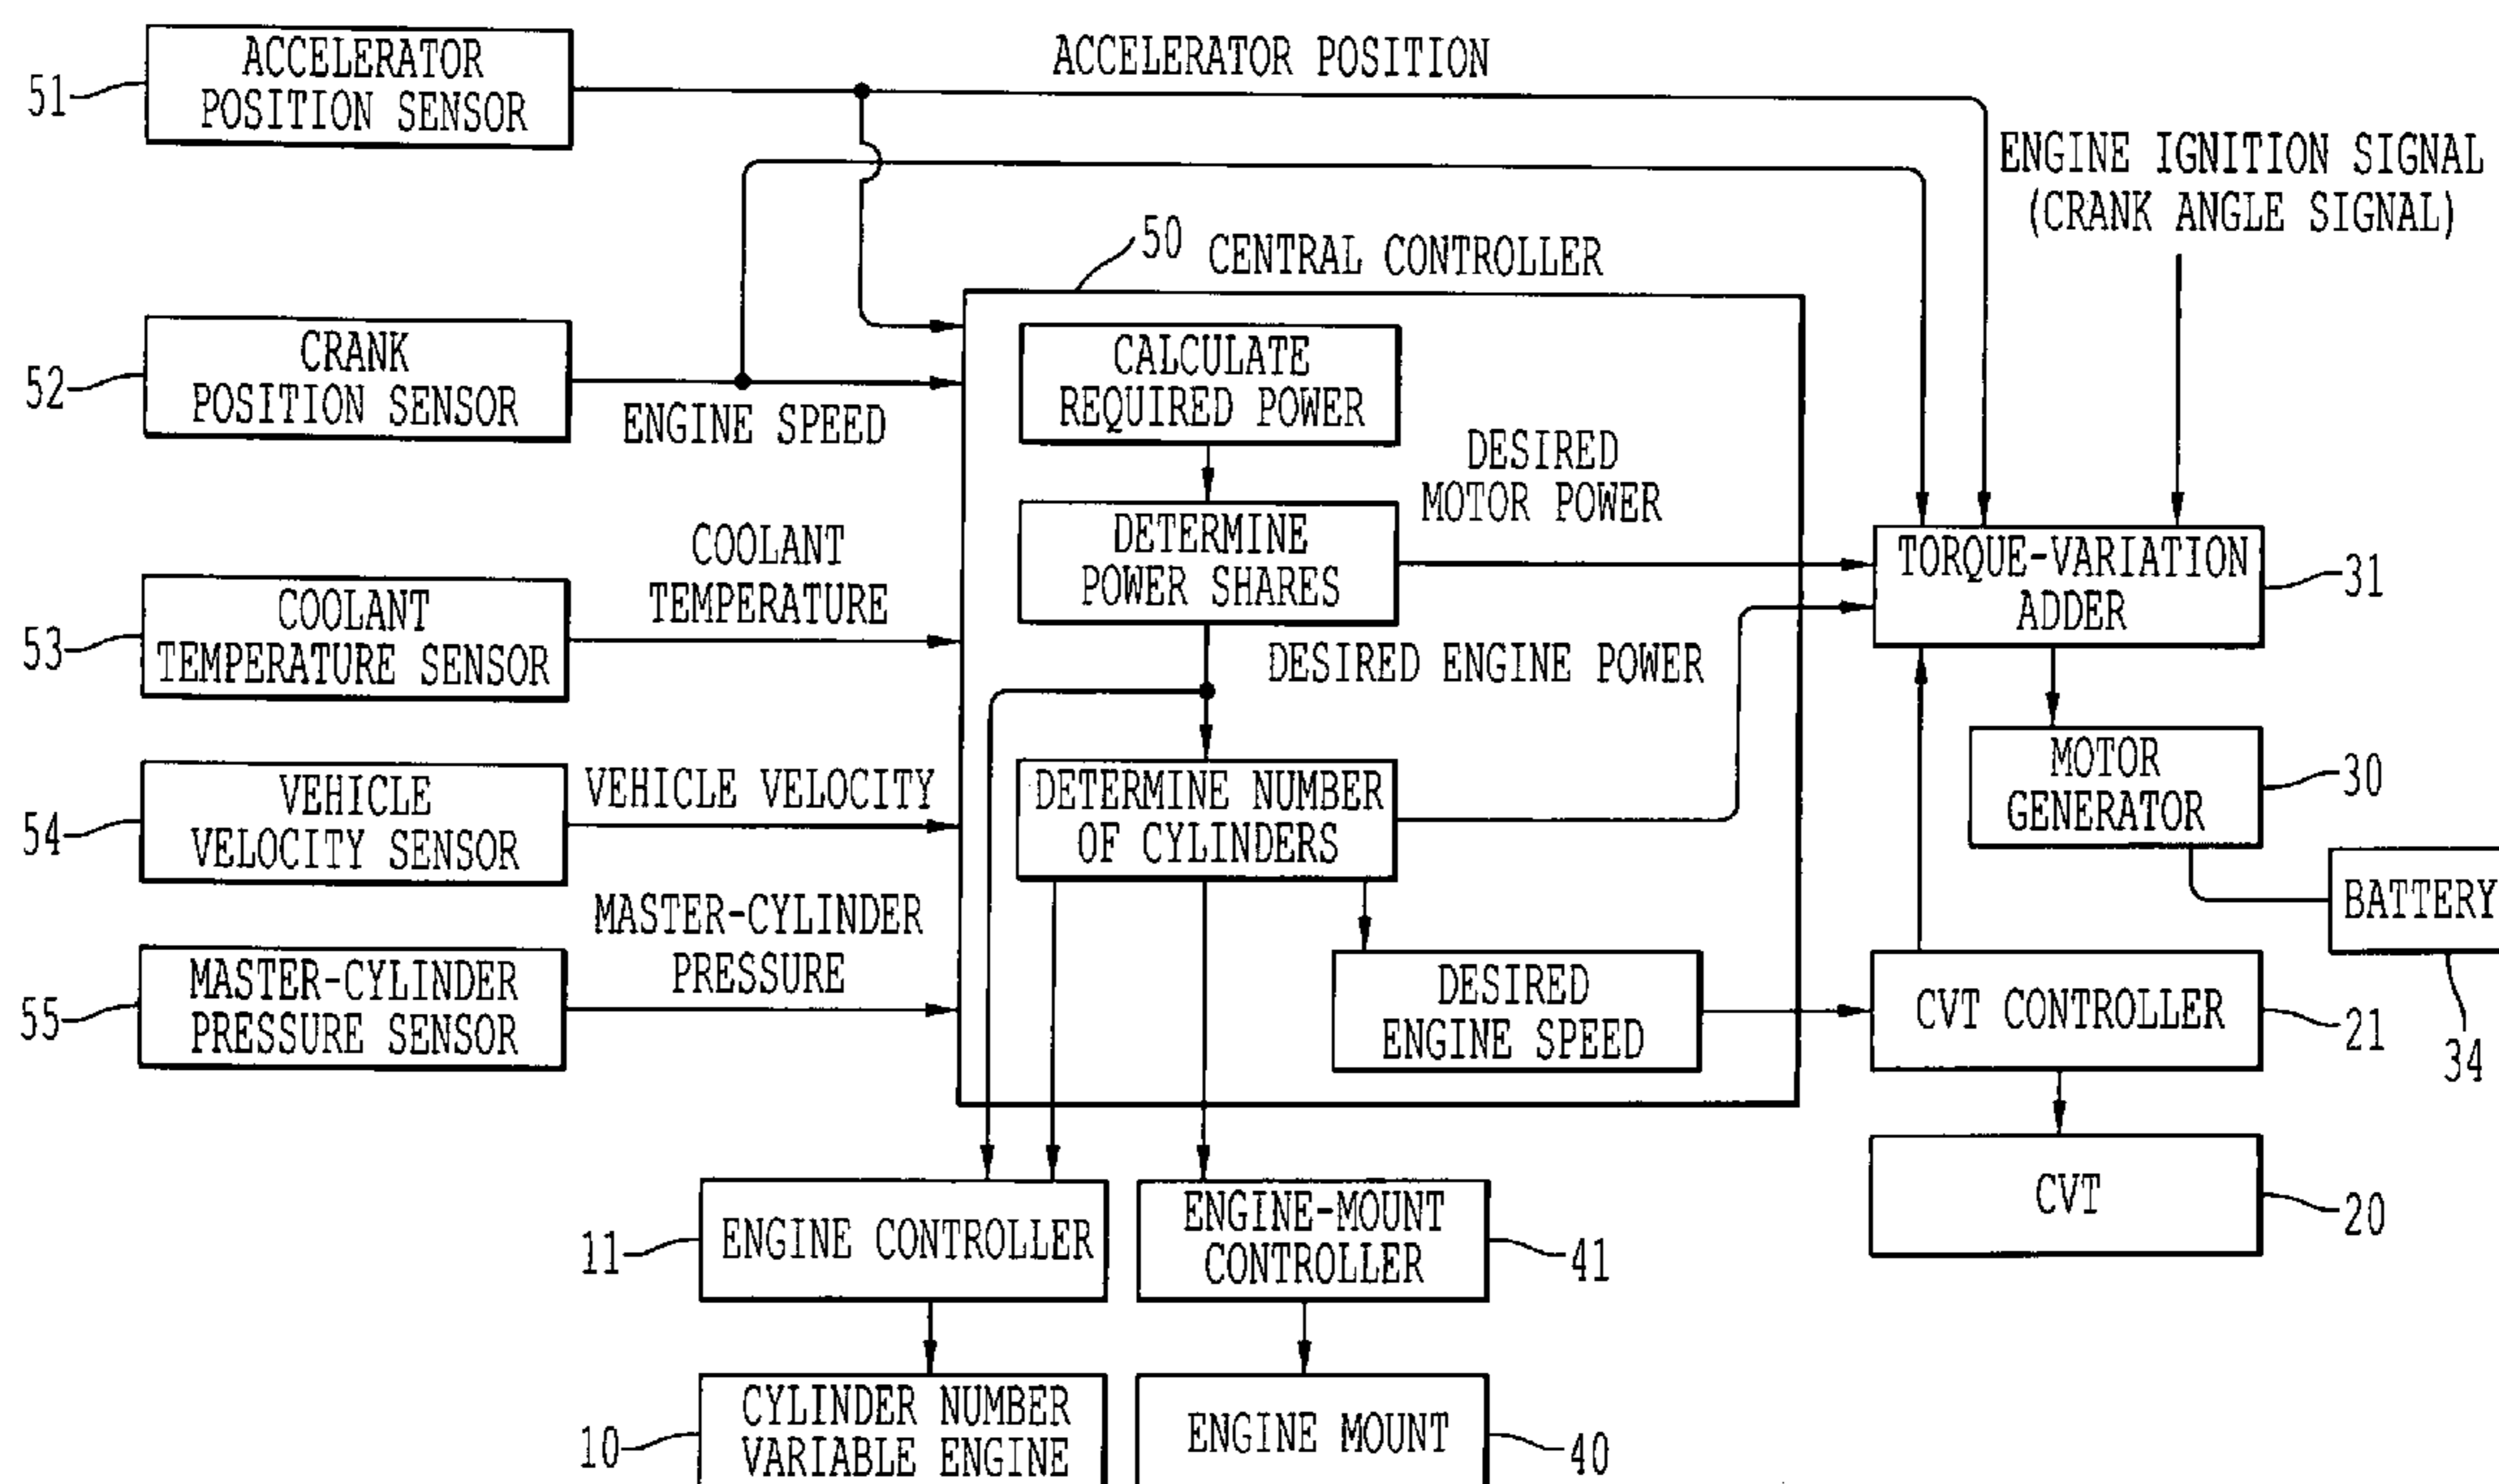 ACCELERATOR
POSITION SENSOR
51
ACCELERATOR POSITION
ENGINE IGNITION SIGNAL
(CRANK ANGLE SIGNAL)
50
CENTRAL CONTROLLER
CRANK
POSITION SENSOR
52
ENGINE SPEED
CALCULATE
REQUIRED POWER
DESIRED
MOTOR POWER
DETERMINE
POWER SHARES
TORQUE-VARIATION
ADDER
31
COOLANT
TEMPERATURE
COOLANT
TEMPERATURE SENSOR
53
DESIRED ENGINE POWER
MOTOR
GENERATOR
30
VEHICLE
VELOCITY SENSOR
54
VEHICLE VELOCITY
DETERMINE NUMBER
OF CYLINDERS
BATTERY
34
MASTER-CYLINDER
PRESSURE
MASTER-CYLINDER
PRESSURE SENSOR
55
DESIRED
ENGINE SPEED
CVT CONTROLLER
21
CVT
20
ENGINE CONTROLLER
11
ENGINE-MOUNT
CONTROLLER
41
CYLINDER NUMBER
VARIABLE ENGINE
10
ENGINE MOUNT
40